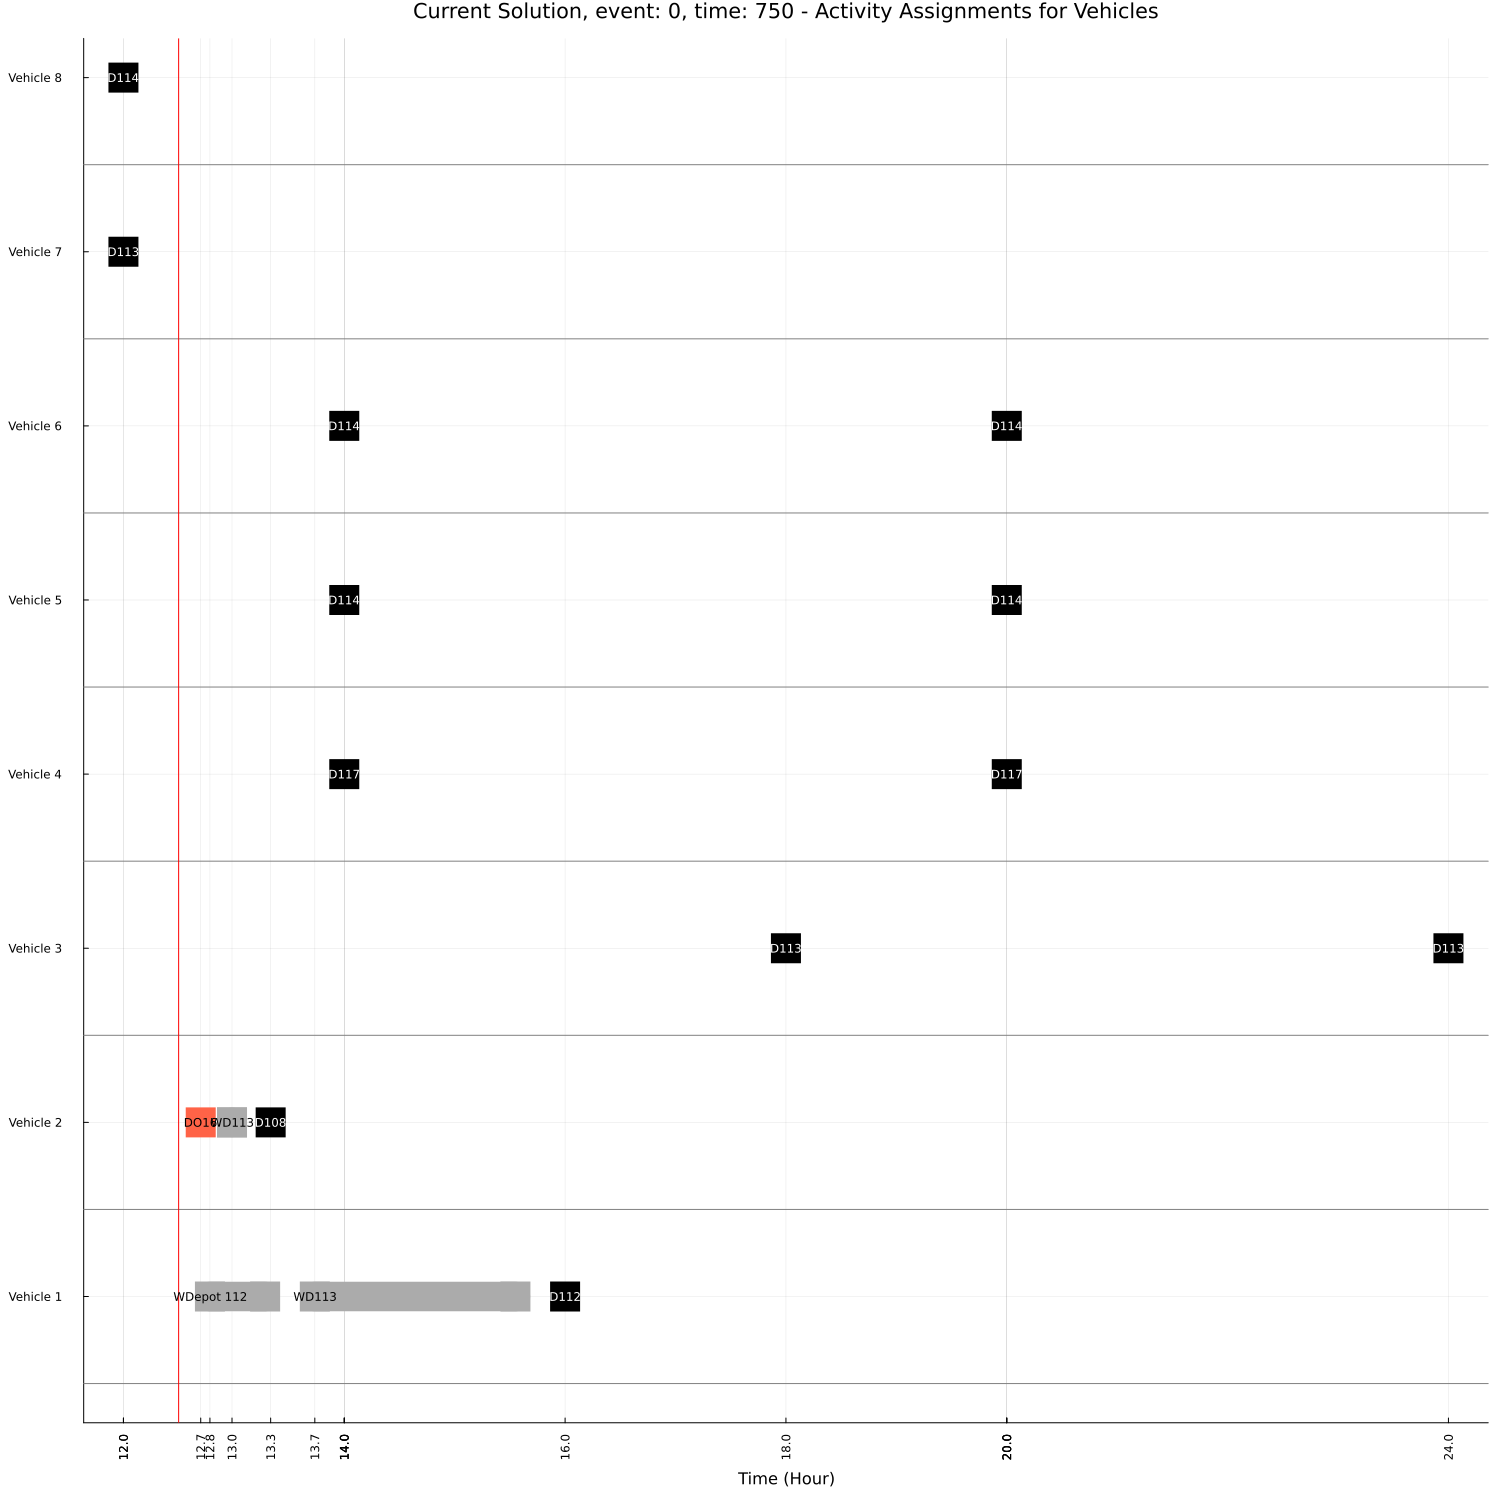 Current Solution, event: 0, time: 750 - Activity Assignments for Vehicles
Vehicle 8
D114
Vehicle 7
D113
Vehicle 6
D114
D114
Vehicle 5
D114
D114
Vehicle 4
D117
D117
Vehicle 3
D113
D113
Vehicle 2
WD113
D108
Vehicle 1
WDepot 112
WD113
D112
12.0
12.7
12.8
13.0
13.3
13.7
14.0
16.0
18.0
20.0
24.0
Time (Hour)